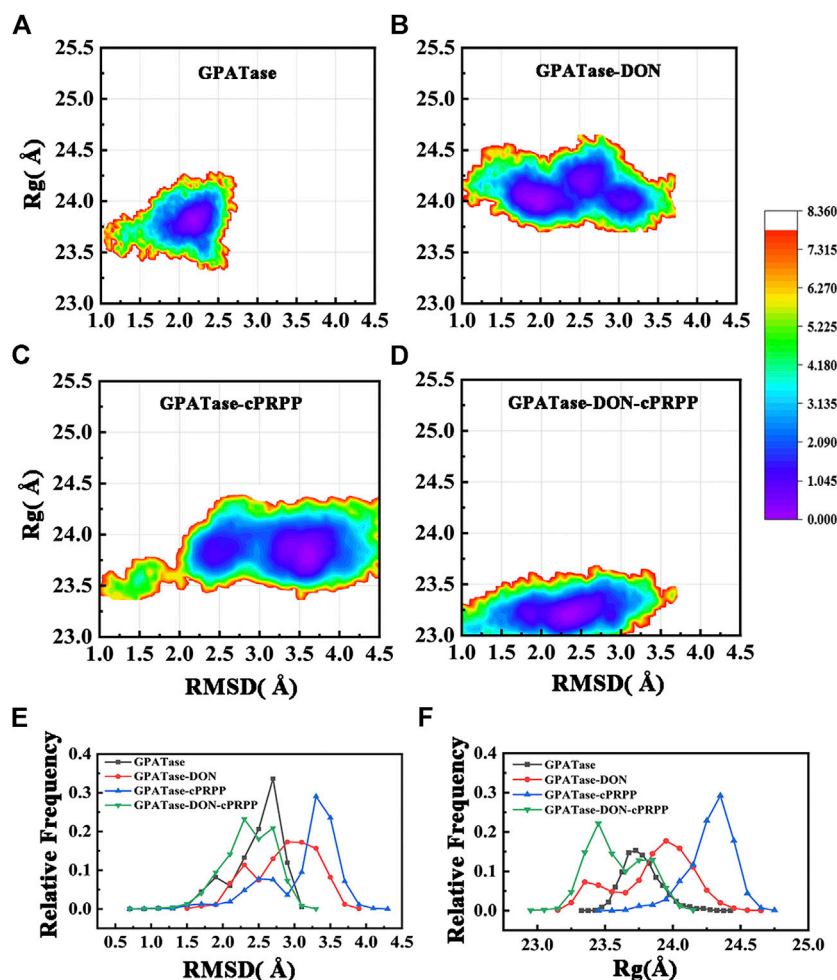 A
B
GPATase
GPATase-DON
25.5
25.0
24.5
24.0
23.5
23.0
Rg( Å)
1.0 1.5 2.0 2.5 3.0 3.5 4.0 4.5
25.5
25.0
24.5
24.0
23.5
23.0
1.0 1.5 2.0 2.5 3.0 3.5 4.0 4.5
C
D
GPATase-cPRPP
GPATase-DON-cPRPP
25.5
25.0
24.5
24.0
23.5
23.0
Rg( Å)
1.0 1.5 2.0 2.5 3.0 3.5 4.0 4.5
RMSD( Å)
25.5
25.0
24.5
24.0
23.5
23.0
1.0 1.5 2.0 2.5 3.0 3.5 4.0 4.5
RMSD( Å)
8.360
7.315
6.270
5.225
4.180
3.135
2.090
1.045
0.000
E
GPATase
GPATase-DON
GPATase-cPRPP
GPATase-DON-cPRPP
0.4
0.3
0.2
0.1
0.0
Relative Frequency
0.5 1.0 1.5 2.0 2.5 3.0 3.5 4.0 4.5
RMSD( Å)
F
GPATase
GPATase-DON
GPATase-cPRPP
GPATase-DON-cPRPP
0.4
0.3
0.2
0.1
0.0
Relative Frequency
23.0 23.5 24.0 24.5 25.0
Rg(Å)